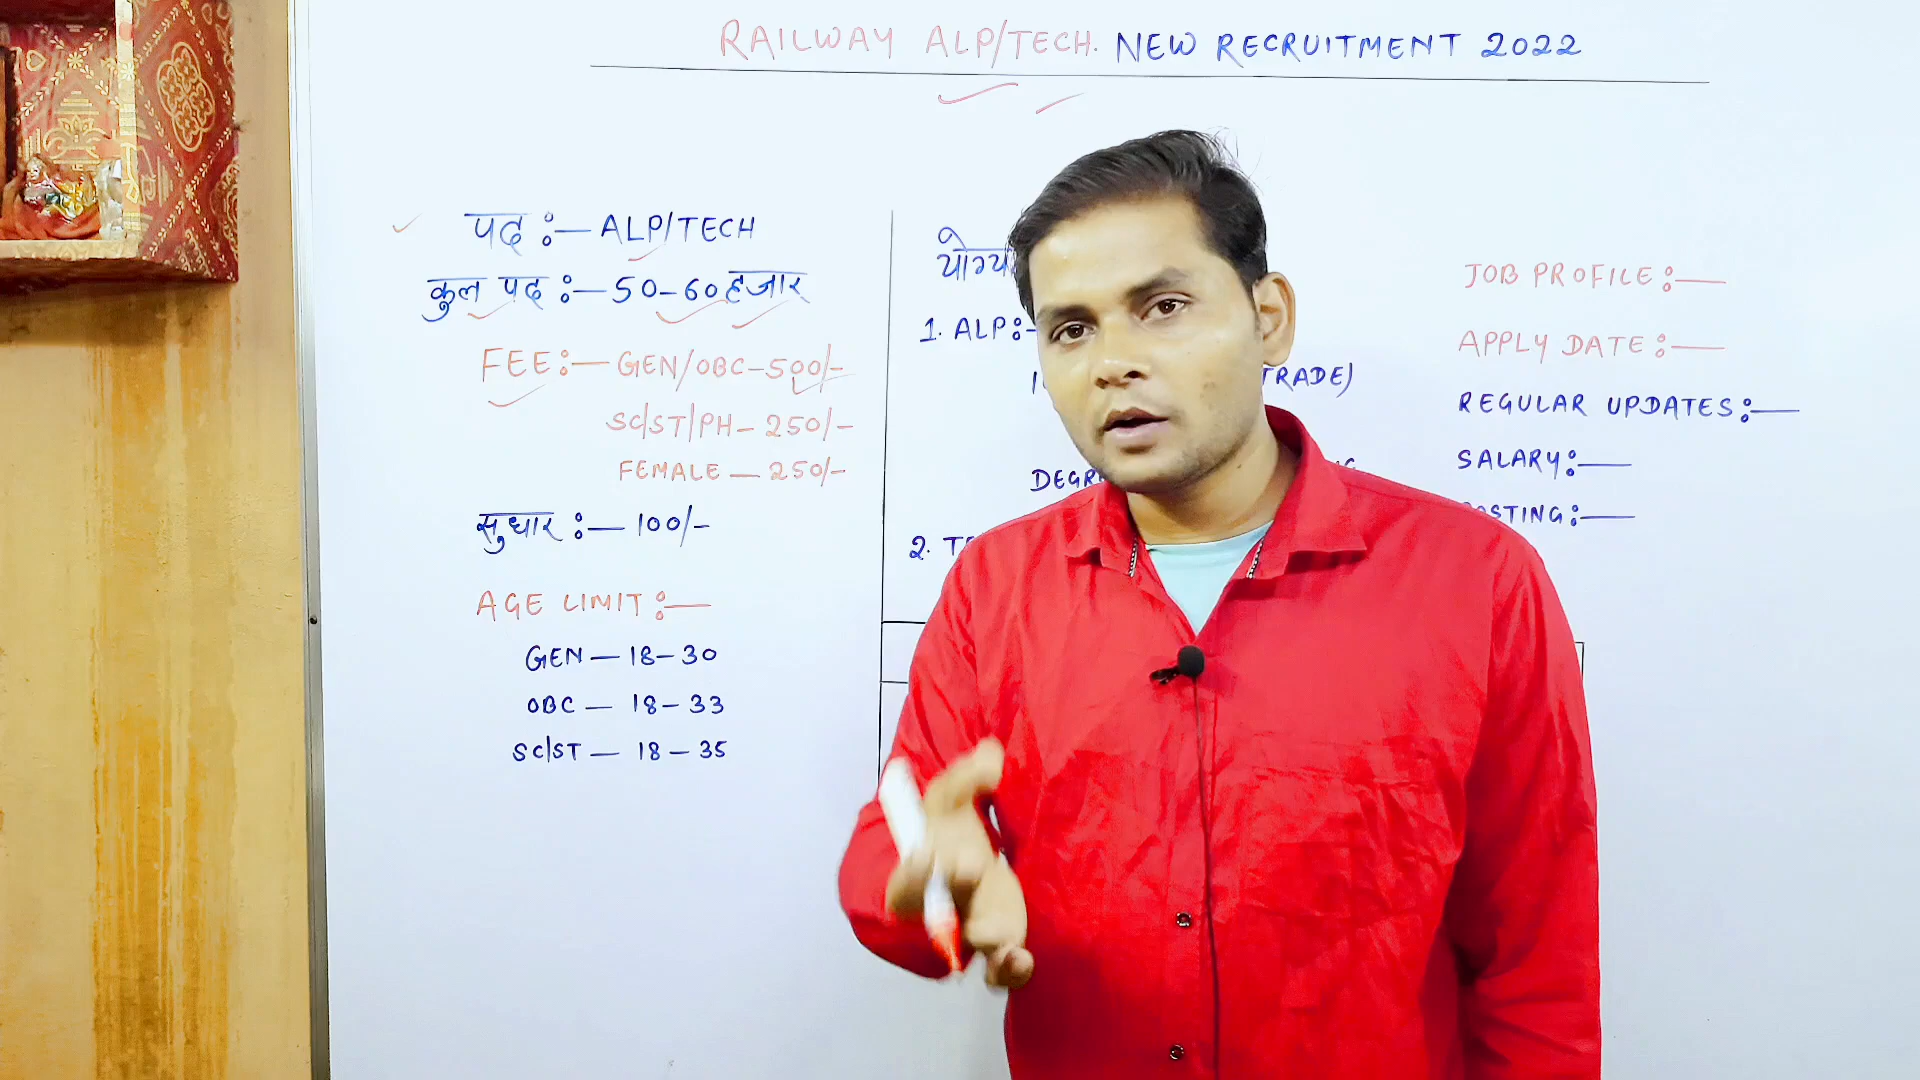 RAILWAY ALP/TECH. NEW RECRUITMENT 2022
पद :— ALP/TECH
कुल पद :— 50-60 हजार
FEE :— GEN/OBC-500/-
SC/ST/PH - 250/-
FEMALE — 250/-
सुधार :— 100/-
AGE LIMIT :—
GEN — 18-30
OBC — 18-33
SC/ST — 18-35
1. ALP :-
TRADE)
2.
JOB PROFILE :—
APPLY DATE :—
REGULAR UPDATES :—
SALARY :—
POSTING :—